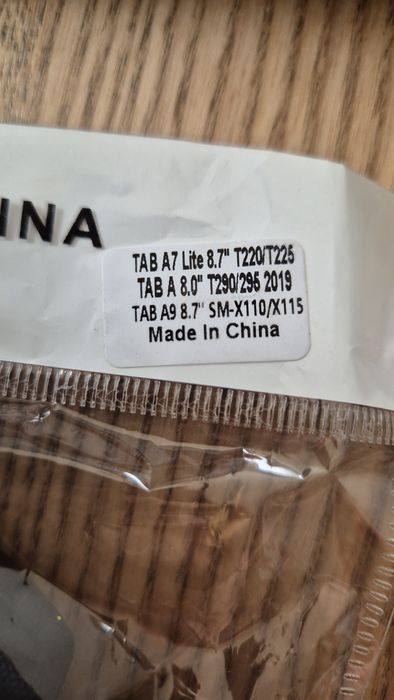 INA
TAB A7 Lite 8.7" T220/T225
TAB A 8.0" T290/295 2019
TAB A9 8.7" SM-X110/X115
Made In China